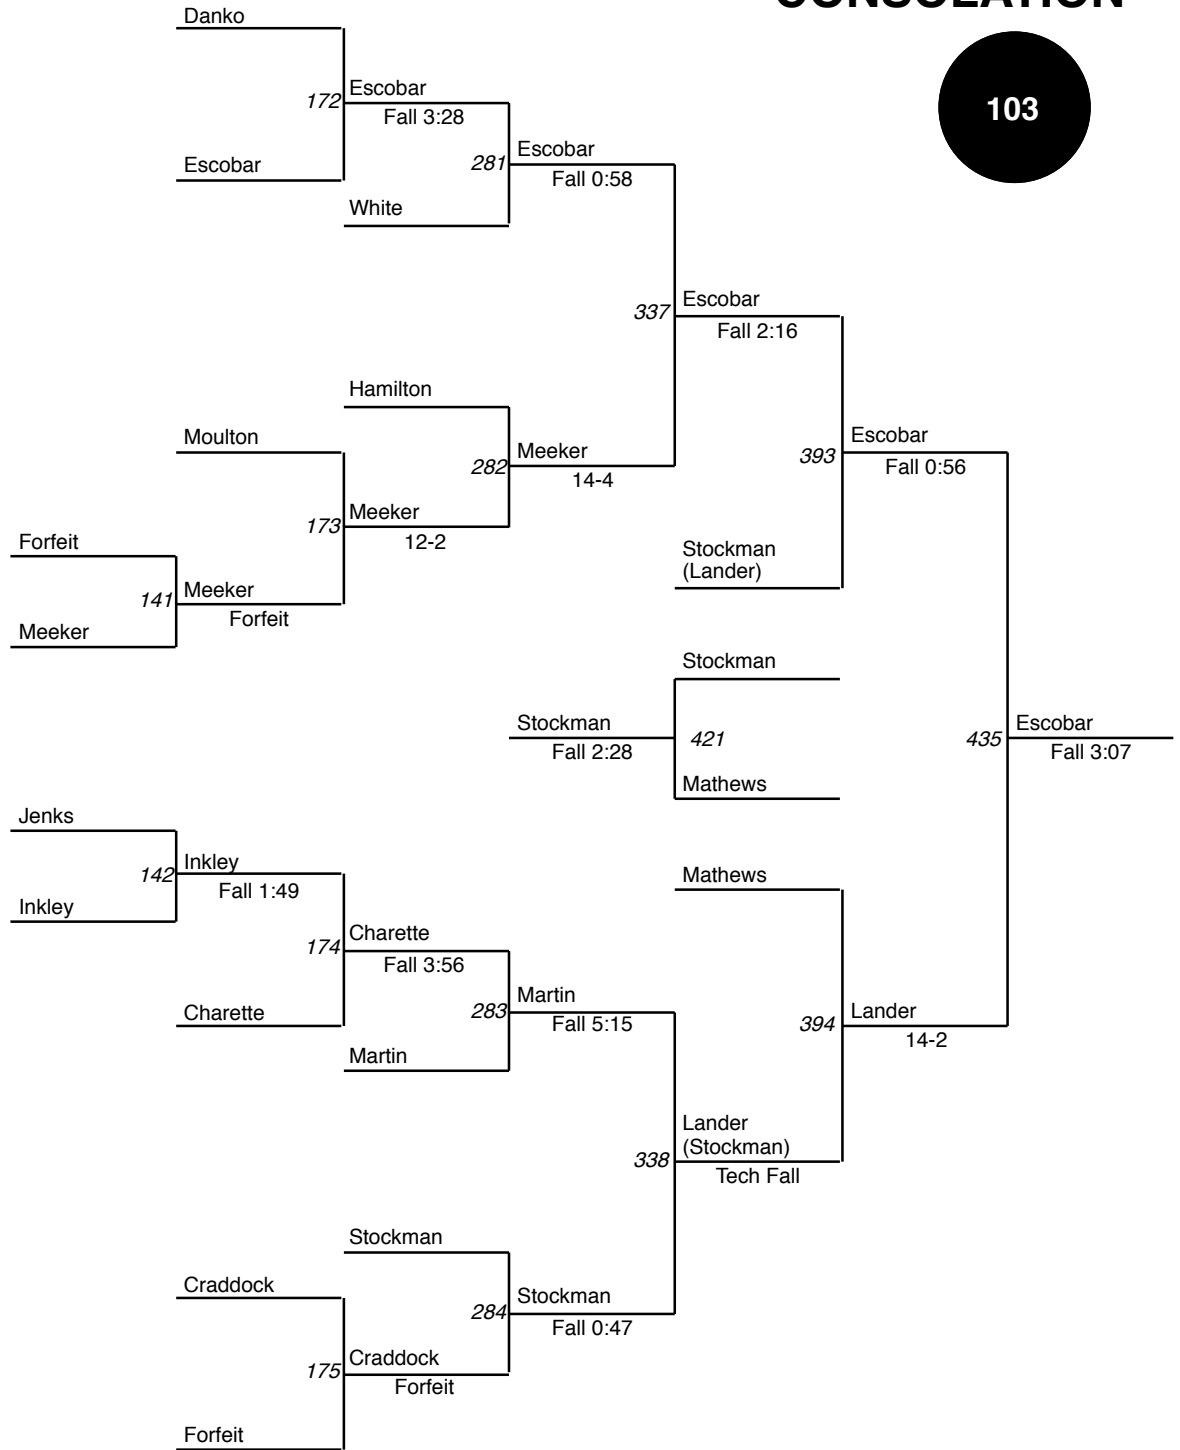 CONSOLATION
Danko
103
Escobar
172
Fall 3:28
Escobar
281
Escobar
Fall 0:58
White
337
Escobar
Fall 2:16
Hamilton
Moulton
Escobar
393
Fall 0:56
Meeker
282
14-4
Meeker
173
12-2
Forfeit
Stockman
(Lander)
Meeker
141
Forfeit
Meeker
Stockman
Stockman
421
Fall 2:28
Escobar
435
Fall 3:07
Mathews
Jenks
Inkley
142
Fall 1:49
Mathews
Inkley
Charette
174
Fall 3:56
Martin
283
Fall 5:15
Charette
Lander
394
14-2
Martin
Lander
(Stockman)
338
Tech Fall
Stockman
Craddock
Stockman
284
Fall 0:47
Craddock
175
Forfeit
Forfeit